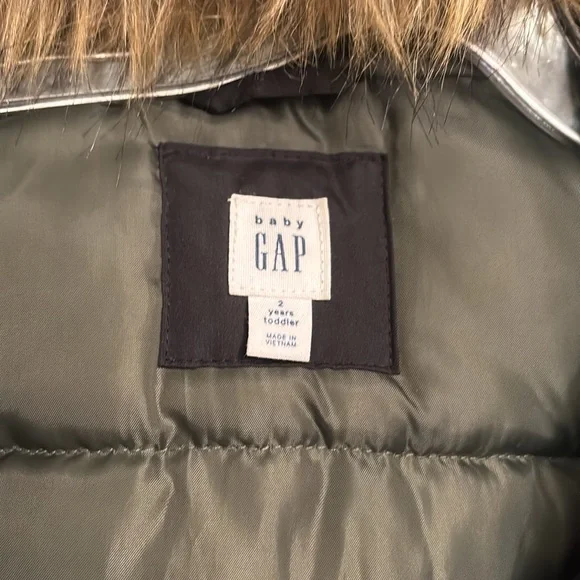 baby
GAP
2
years
toddler
MADE IN
VIETNAM